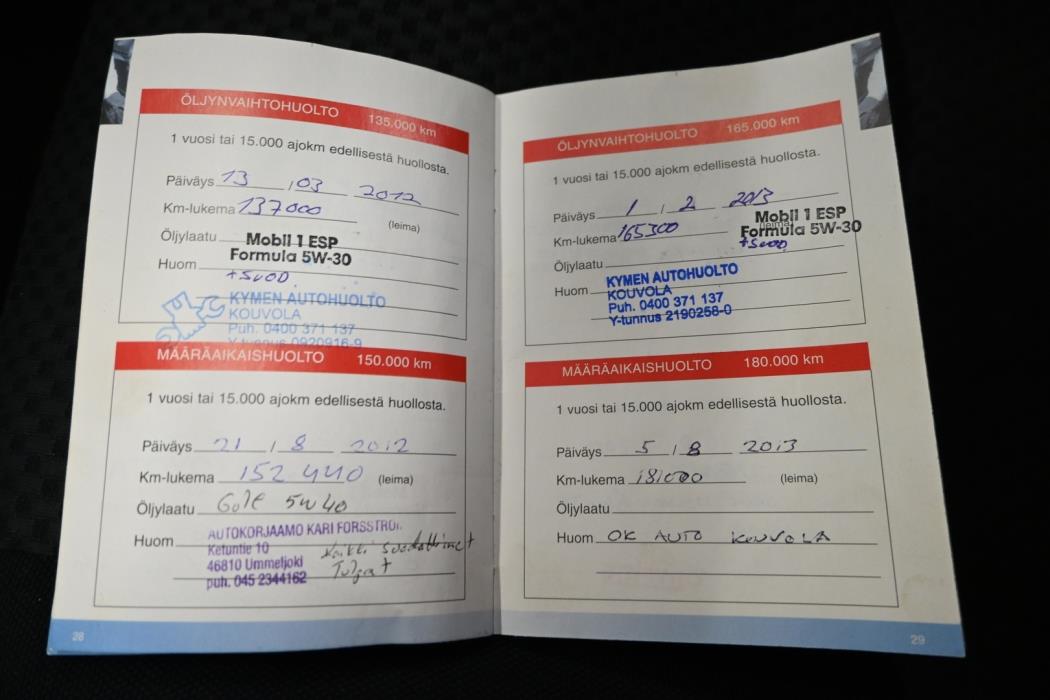 ÖLJYNVAIHTOHUOLTO 135.000 km
1 vuosi tai 15.000 ajokm edellisestä huollosta.
Päiväys 13 / 03 2012
Km-lukema 137000
(leima)
Öljylaatu Mobil 1 ESP
Formula 5W-30
Huom +SUOD.
KYMEN AUTOHUOLTO
KOUVOLA
Puh. 0400 371 137
Y-tunnus 0920916-9
MÄÄRÄAIKAISHUOLTO 150.000 km
1 vuosi tai 15.000 ajokm edellisestä huollosta.
Päiväys 21 / 8 2012
Km-lukema 152 440 (leima)
Öljylaatu 5W40
AUTOKORJAAMO KARI FORSSTRÖM
Huom Ketuntie 10
46810 Ummeljoki
puh. 045 2344162
Kaikki Suodattimet
28
ÖLJYNVAIHTOHUOLTO 165.000 km
1 vuosi tai 15.000 ajokm edellisestä huollosta.
Päiväys 1 / 2 2013
Km-lukema 165300
Mobil 1 ESP
Formula 5W-30
+SUOD.
Öljylaatu
Huom KYMEN AUTOHUOLTO
KOUVOLA
Puh. 0400 371 137
Y-tunnus 2190258-0
MÄÄRÄAIKAISHUOLTO 180.000 km
1 vuosi tai 15.000 ajokm edellisestä huollosta.
Päiväys 5 / 8 2013
Km-lukema 181000 (leima)
Öljylaatu
Huom OK AUTO KOUVOLA
29